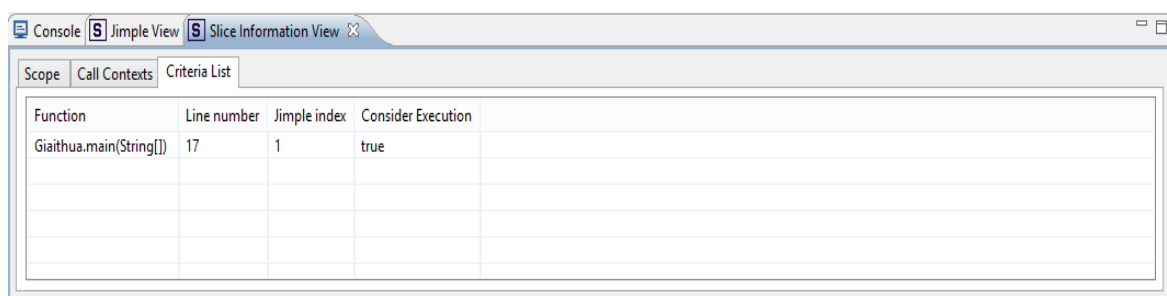 Console S Jimple View S Slice Information View
Scope Call Contexts Criteria List
Function Line number Jimple index Consider Execution
Giaithua.main(String[]) 17 1 true